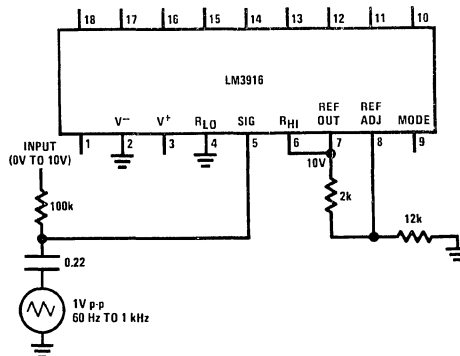 18 17 16 15 14 13 12 11 10
LM3916
V− V+ RLO SIG RHI REF OUT REF ADJ MODE
1 2 3 4 5 6 7 8 9
INPUT
(0V TO 10V)
10V
100k
2k
12k
0.22
1V p-p
60 Hz TO 1 kHz